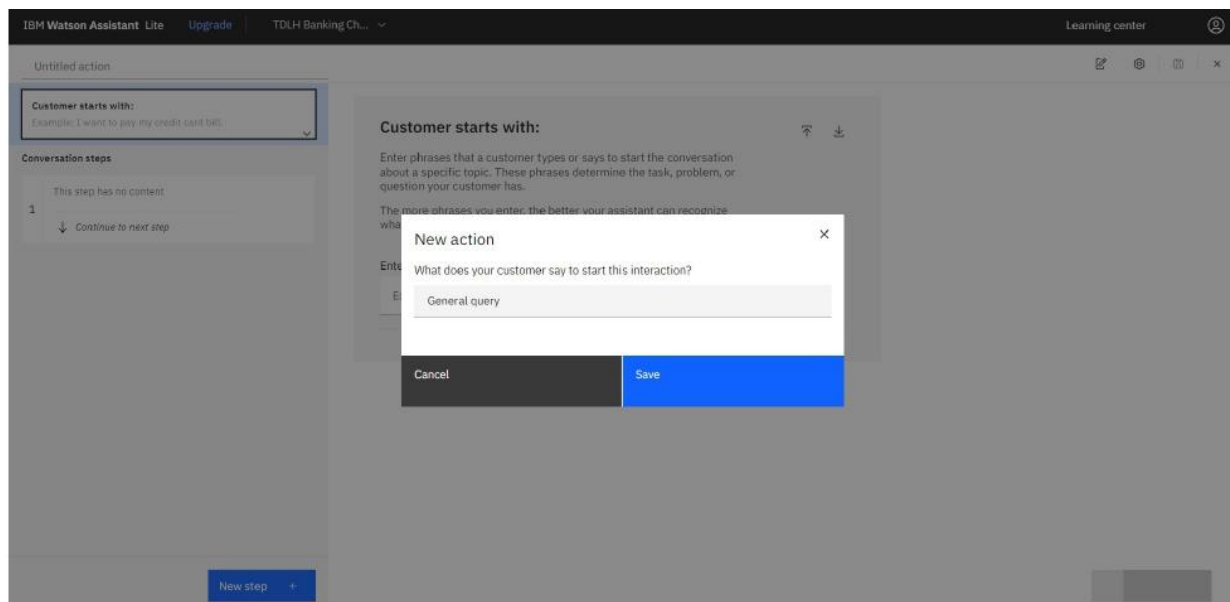 IBM Watson Assistant Lite Upgrade TDLH Banking Ch... Learning center
Untitled action
Customer starts with:
Example: I want to pay my credit card bill.
Conversation steps
This step has no content
1
Continue to next step
New step +
Customer starts with:
Enter phrases that a customer types or says to start the conversation
about a specific topic. These phrases determine the task, problem, or
question your customer has.
The more phrases you enter, the better your assistant can recognize
New action
What does your customer say to start this interaction?
General query
Cancel
Save